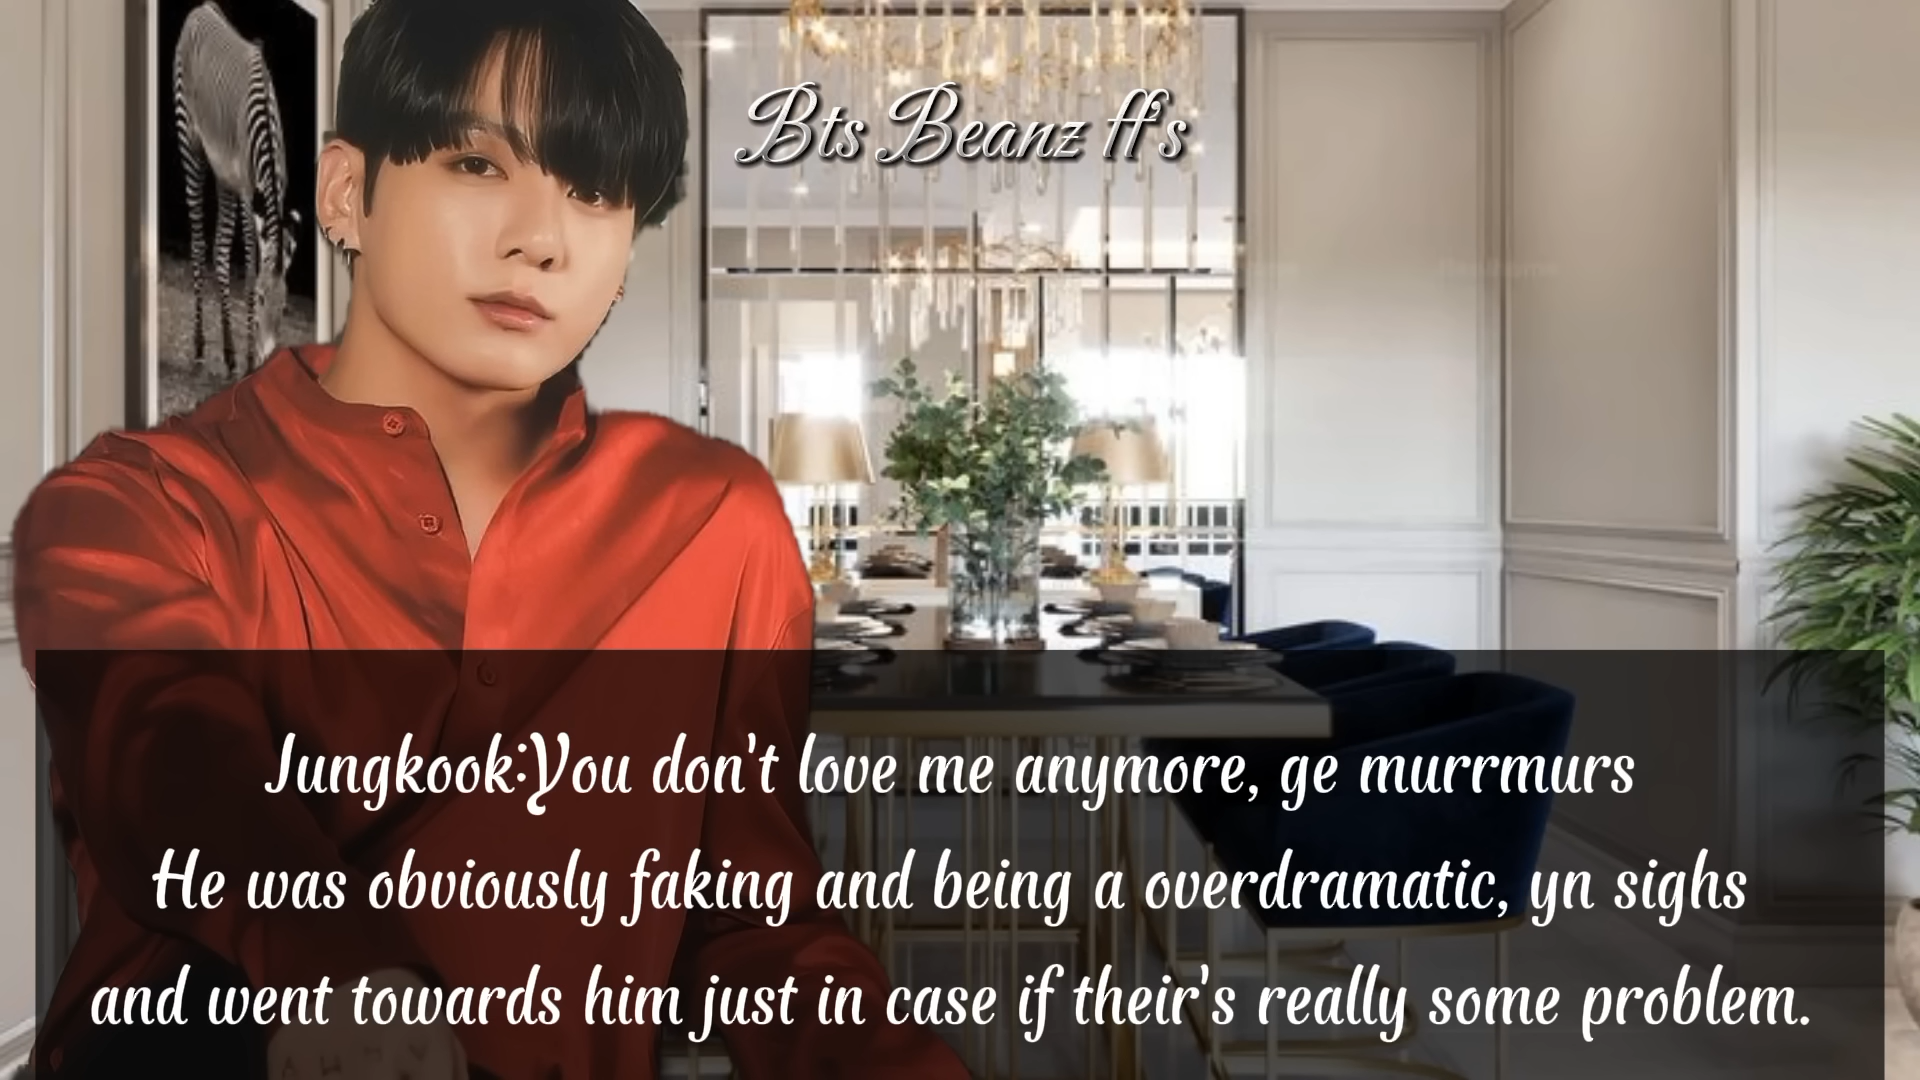 Bts Beanz ff's
Jungkook:You don't love me anymore, ge murrmurs
He was obviously faking and being a overdramatic, yn sighs
and went towards him just in case if their's really some problem.